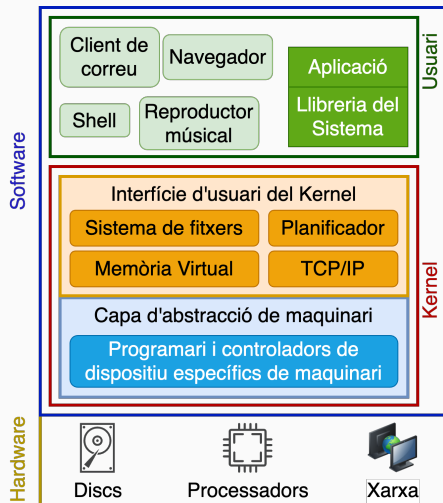 Client de
correu
Navegador
Shell
Reproductor
músical
Aplicació
Llibreria del
Sistema
Usuari
Software
Interfície d'usuari del Kernel
Sistema de fitxers
Planificador
Memòria Virtual
TCP/IP
Kernel
Capa d'abstracció de maquinari
Programari i controladors de
dispositiu específics de maquinari
Hardware
Discs
Processadors
Xarxa